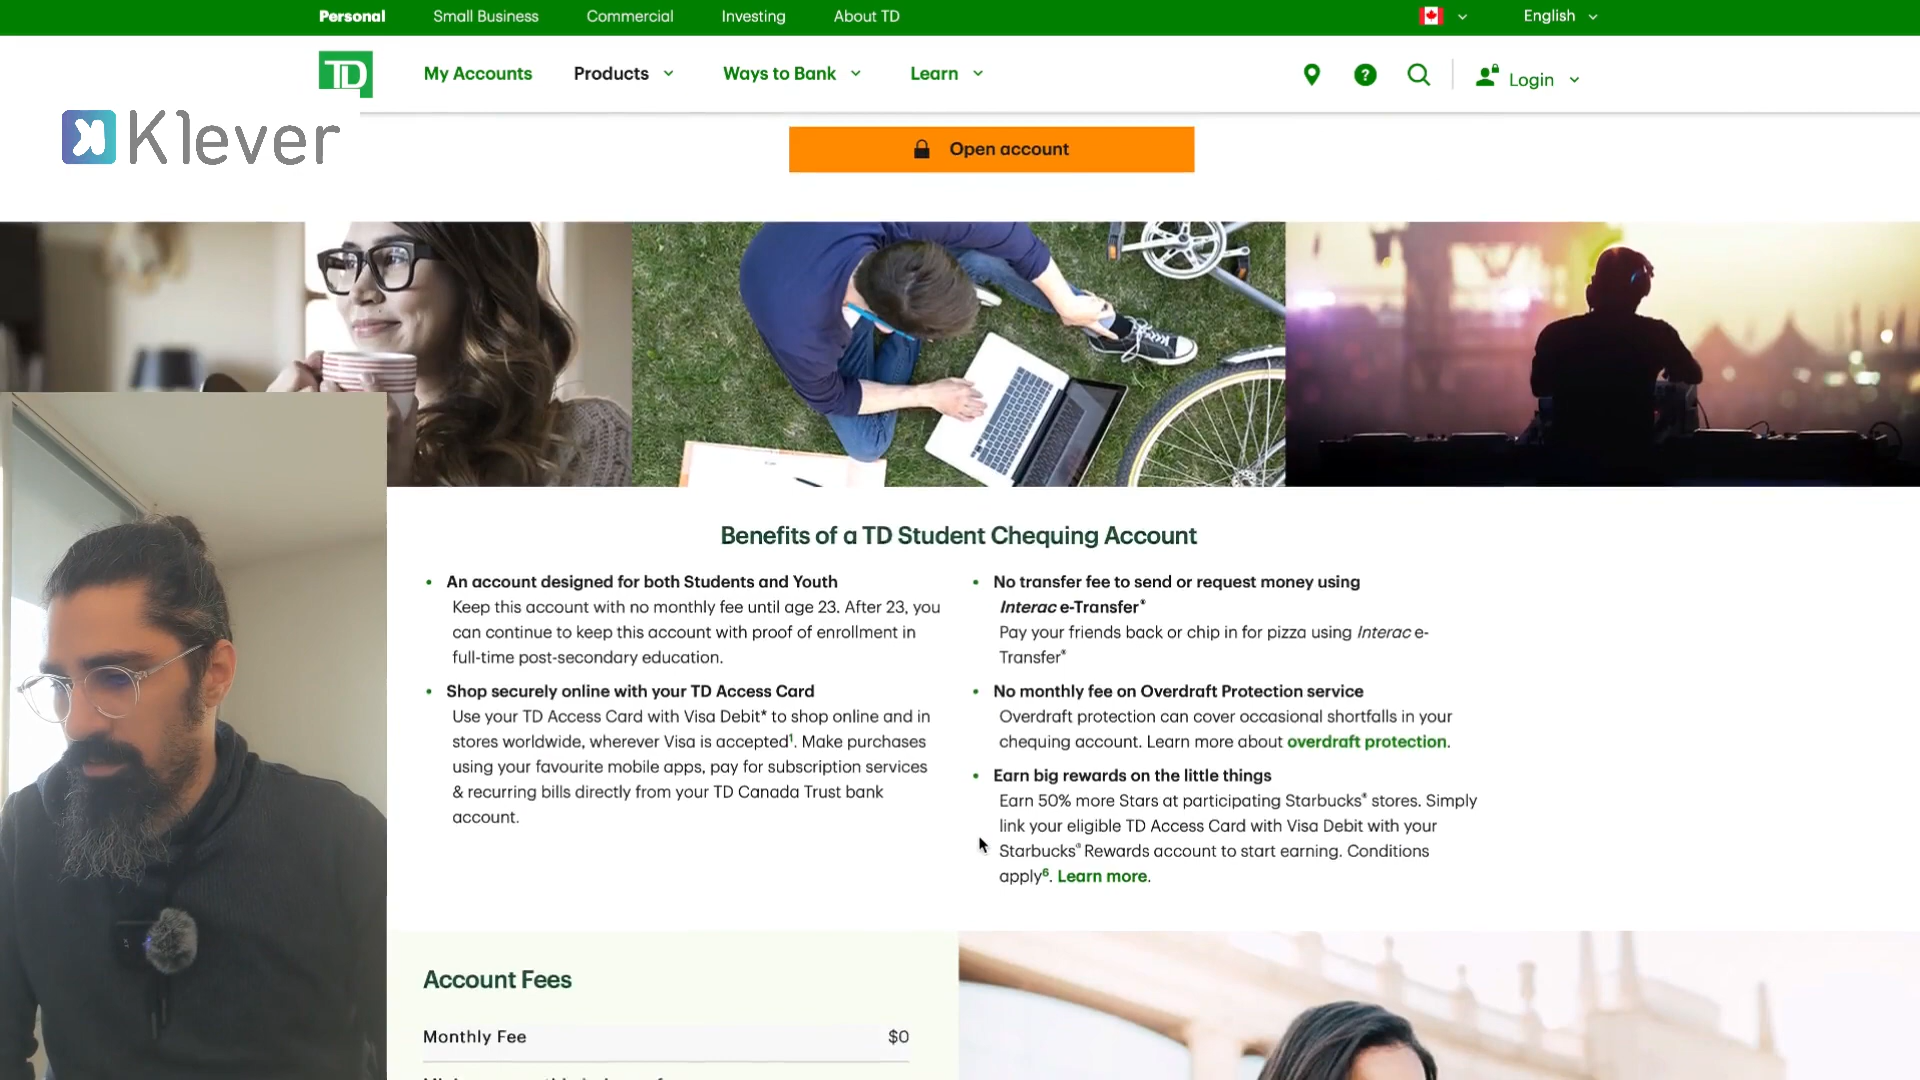 Personal Small Business Commercial Investing About TD English
TD My Accounts Products Ways to Bank Learn ? Login
Klever
Open account
Benefits of a TD Student Chequing Account
• An account designed for both Students and Youth
Keep this account with no monthly fee until age 23. After 23, you
can continue to keep this account with proof of enrollment in
full-time post-secondary education.
• Shop securely online with your TD Access Card
Use your TD Access Card with Visa Debit* to shop online and in
stores worldwide, wherever Visa is accepted¹. Make purchases
using your favourite mobile apps, pay for subscription services
& recurring bills directly from your TD Canada Trust bank
account.
• No transfer fee to send or request money using
Interac e-Transfer®
Pay your friends back or chip in for pizza using Interac e-
Transfer®
• No monthly fee on Overdraft Protection service
Overdraft protection can cover occasional shortfalls in your
chequing account. Learn more about overdraft protection.
• Earn big rewards on the little things
Earn 50% more Stars at participating Starbucks® stores. Simply
link your eligible TD Access Card with Visa Debit with your
Starbucks® Rewards account to start earning. Conditions
apply⁶. Learn more.
Account Fees
Monthly Fee $0